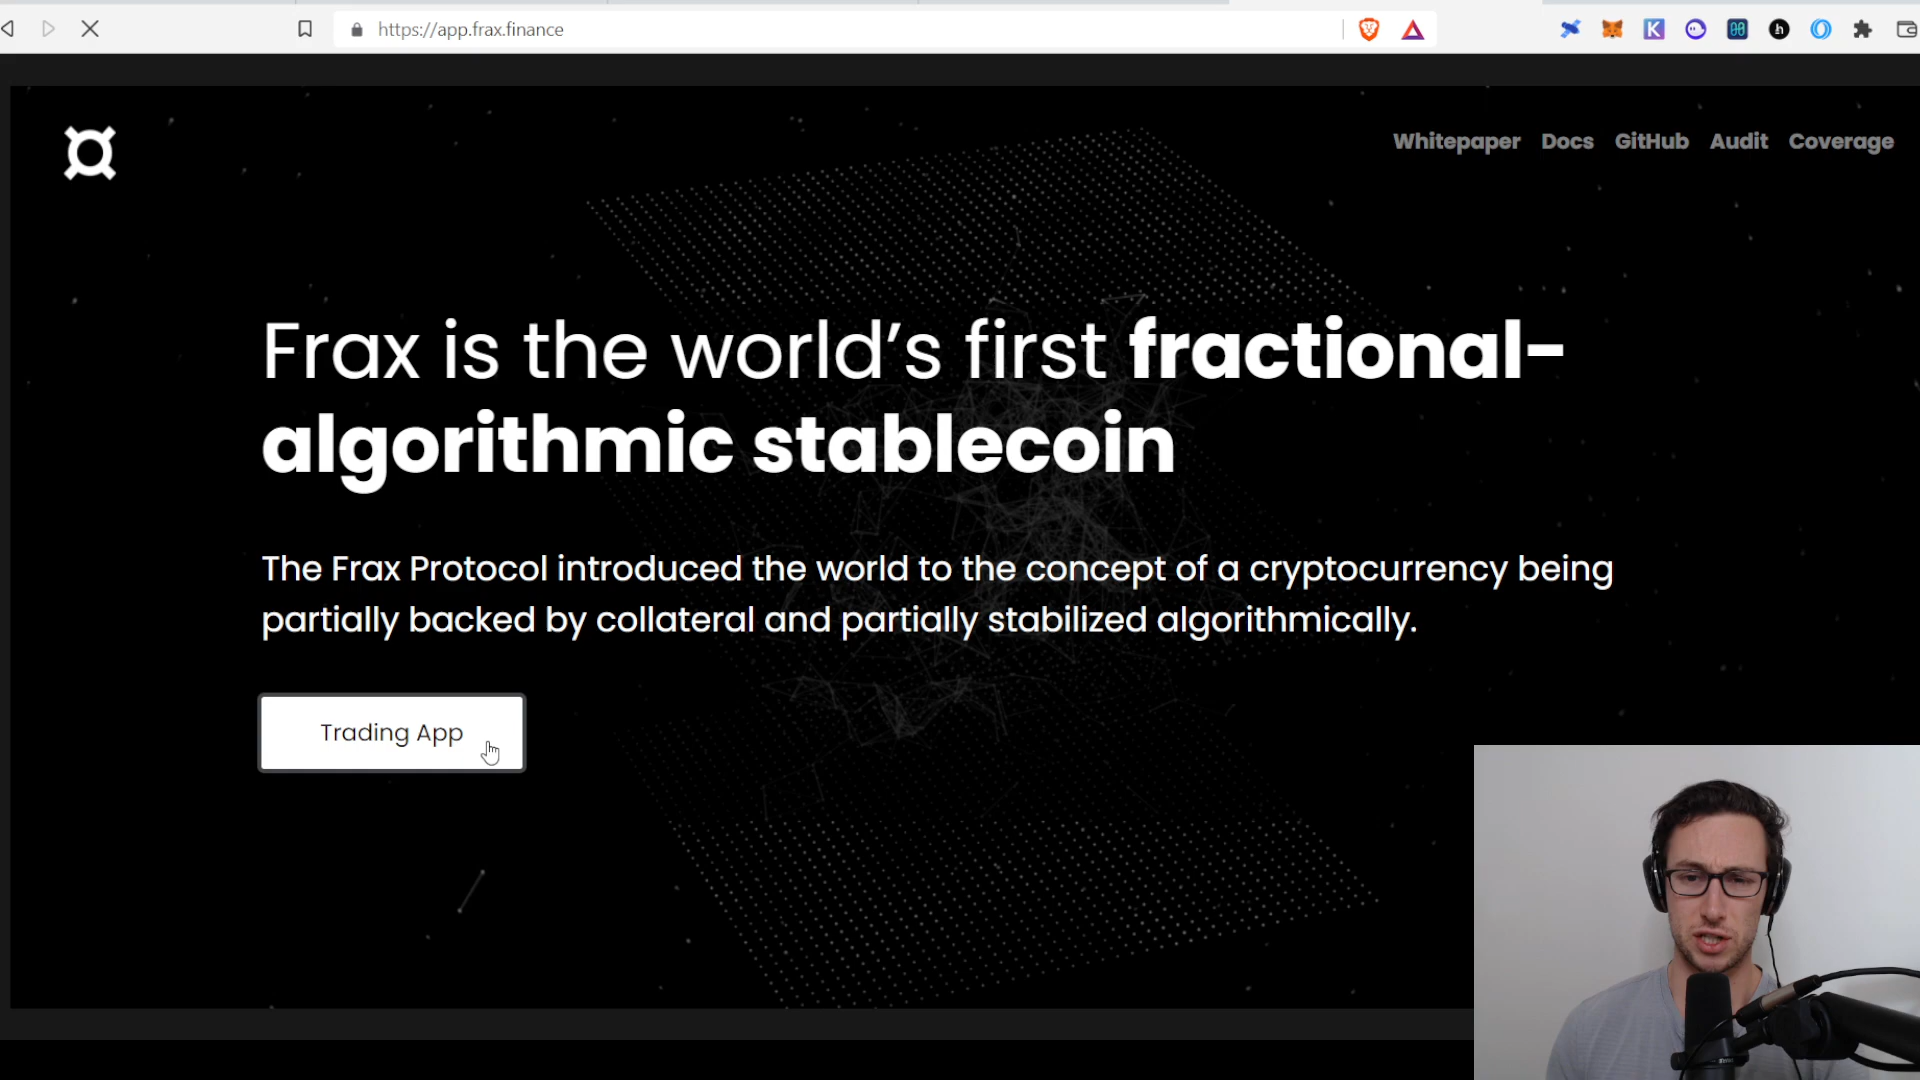 https://app.frax.finance
Whitepaper Docs GitHub Audit Coverage
Frax is the world’s first fractional-
algorithmic stablecoin
The Frax Protocol introduced the world to the concept of a cryptocurrency being
partially backed by collateral and partially stabilized algorithmically.
Trading App